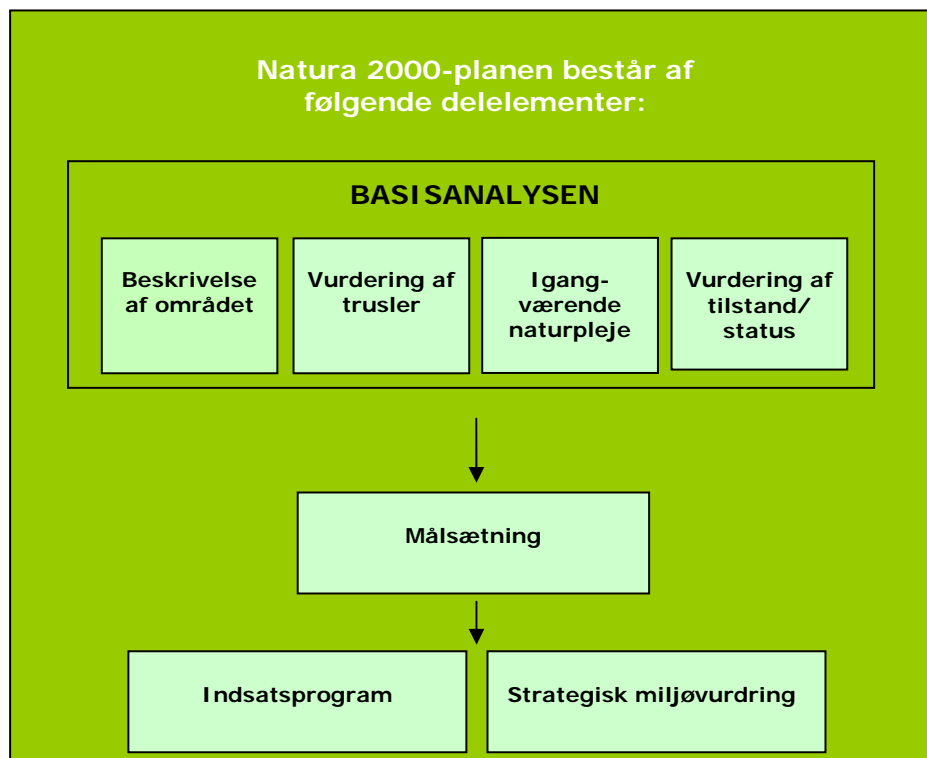 Natura 2000-planen består af
følgende delelementer:
BASISANALYSEN
Beskrivelse
af området
Vurdering af
trusler
Igang-
værende
naturpleje
Vurdering af
tilstand/
status
Målsætning
Indsatsprogram
Strategisk miljøvurdring